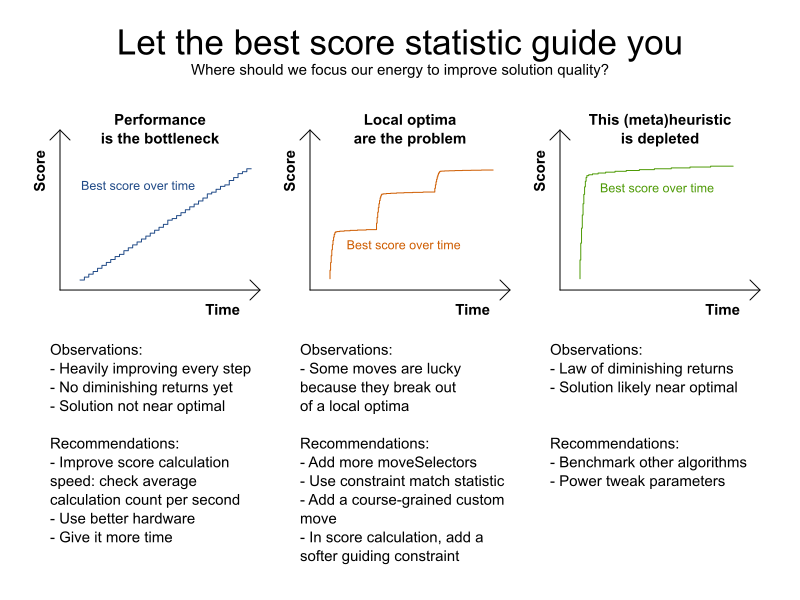 Let the best score statistic guide you
Where should we focus our energy to improve solution quality?
Performance
is the bottleneck
Score
Best score over time
Time
Observations:
- Heavily improving every step
- No diminishing returns yet
- Solution not near optimal
Recommendations:
- Improve score calculation
speed: check average
calculation count per second
- Use better hardware
- Give it more time
Local optima
are the problem
Score
Best score over time
Time
Observations:
- Some moves are lucky
because they break out
of a local optima
Recommendations:
- Add more moveSelectors
- Use constraint match statistic
- Add a course-grained custom
move
- In score calculation, add a
softer guiding constraint
This (meta)heuristic
is depleted
Score
Best score over time
Time
Observations:
- Law of diminishing returns
- Solution likely near optimal
Recommendations:
- Benchmark other algorithms
- Power tweak parameters